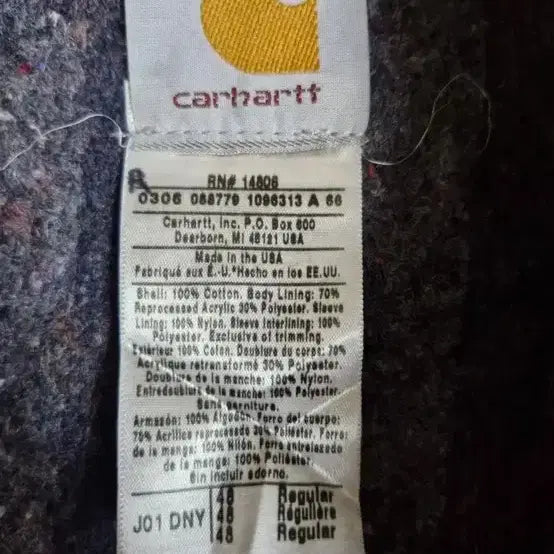 carhartt
R
RN# 14806
0306 088779 1096313 A 66
Carhartt, Inc. P.O. Box 600
Dearborn, MI 48121 USA
Made in the USA
Fabriqué aux É.-U.*Hecho en los EE.UU.
Shell: 100% Cotton. Body Lining: 70%
Reprocessed Acrylic 30% Polyester. Sleeve
Lining: 100% Nylon. Sleeve Interlining: 100%
Polyester. Exclusive of trimming.
Extérieur 100% Coton. Doublure du corps: 70%
Acrylique retransformé 30% Polyester.
Doublure de la manche: 100% Nylon.
Entredoublure de la manche: 100% Polyester.
Sans garniture.
Armazón: 100% Algodón. Forro del cuerpo:
70% Acrílico reprocesado 30% Poliéster. Forro:
de la manga: 100% Nilón. Forro entrelazado
de la manga: 100% Poliéster.
Sin incluir adorno.
J01 DNY
48 Regular
48 Régulière
48 Regular